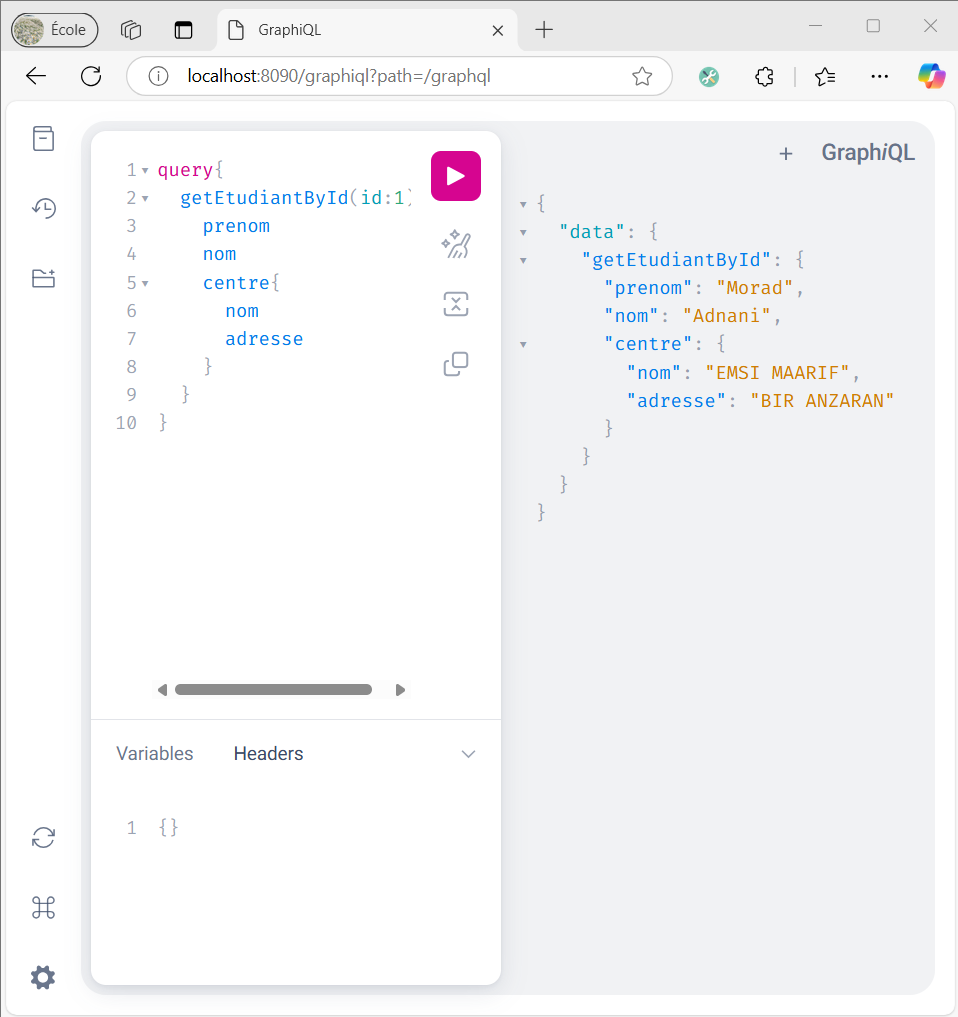 École
GraphiQL
localhost:8090/graphiql?path=/graphql
GraphiQL
1 query{
2 getEtudiantById(id:1)
3 prenom
4 nom
5 centre{
6 nom
7 adresse
8 }
9 }
10 }
{
"data": {
"getEtudiantById": {
"prenom": "Morad",
"nom": "Adnani",
"centre": {
"nom": "EMSI MAARIF",
"adresse": "BIR ANZARAN"
}
}
}
}
Variables Headers
1 {}